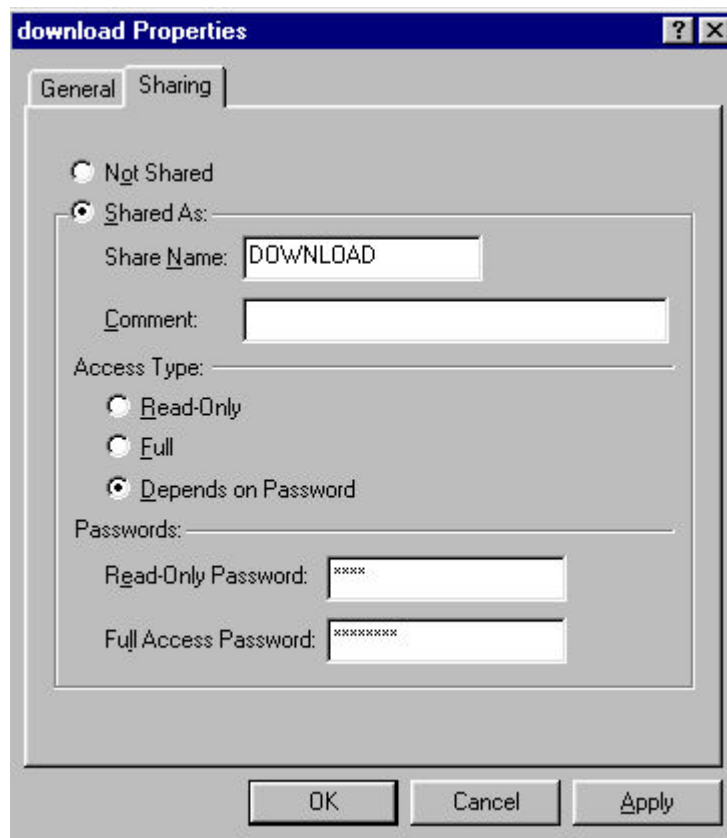 download Properties
General Sharing
Not Shared
Shared As:
Share Name: DOWNLOAD
Comment:
Access Type:
Read-Only
Full
Depends on Password
Passwords:
Read-Only Password: ****
Full Access Password: ********
OK Cancel Apply